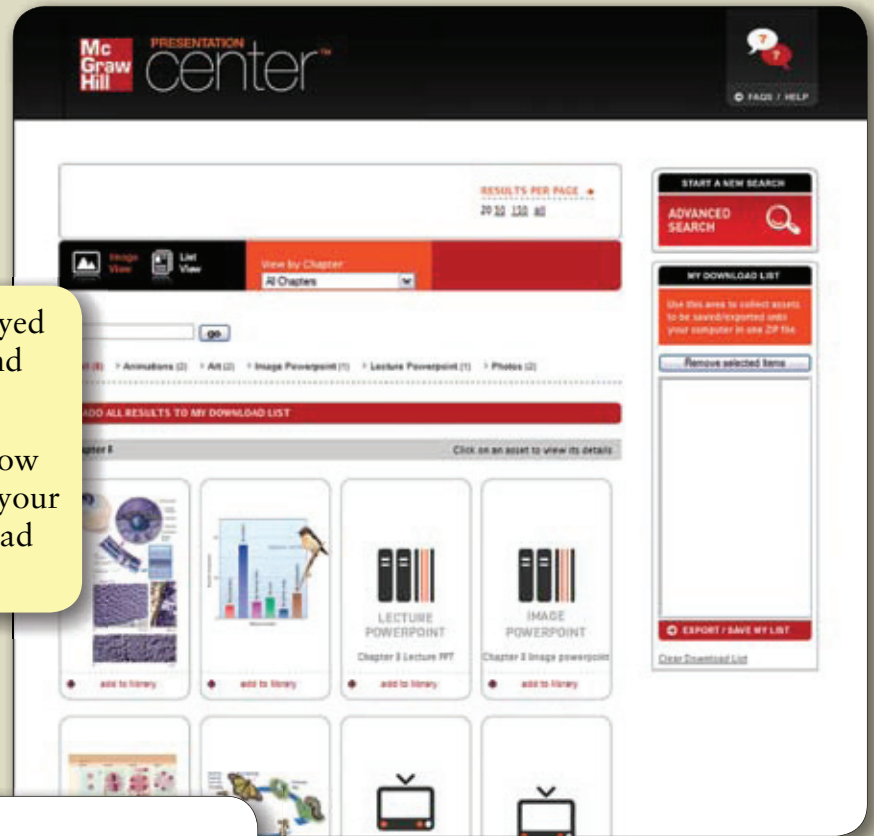 Mc
Graw
Hill
PRESENTATION
center™
FAQS / HELP
RESULTS PER PAGE
20 50 all
START A NEW SEARCH
ADVANCED
SEARCH
Image
View
List
View
View by Chapter
All Chapters
MY DOWNLOAD LIST
Use this area to collect assets
to be saved/exported onto
your computer in one ZIP file.
Remove selected items
yed
nd
ow
your
ad
go
Animations (2) Art (2) Image Powerpoint (1) Lecture Powerpoint (1) Photos (2)
ADD ALL RESULTS TO MY DOWNLOAD LIST
apter 8 Click on an asset to view its details
LECTURE
POWERPOINT
Chapter 8 Lecture PPT
IMAGE
POWERPOINT
Chapter 8 Image powerpoint
add to library
add to library
add to library
add to library
EXPORT / SAVE MY LIST
Clear Download List